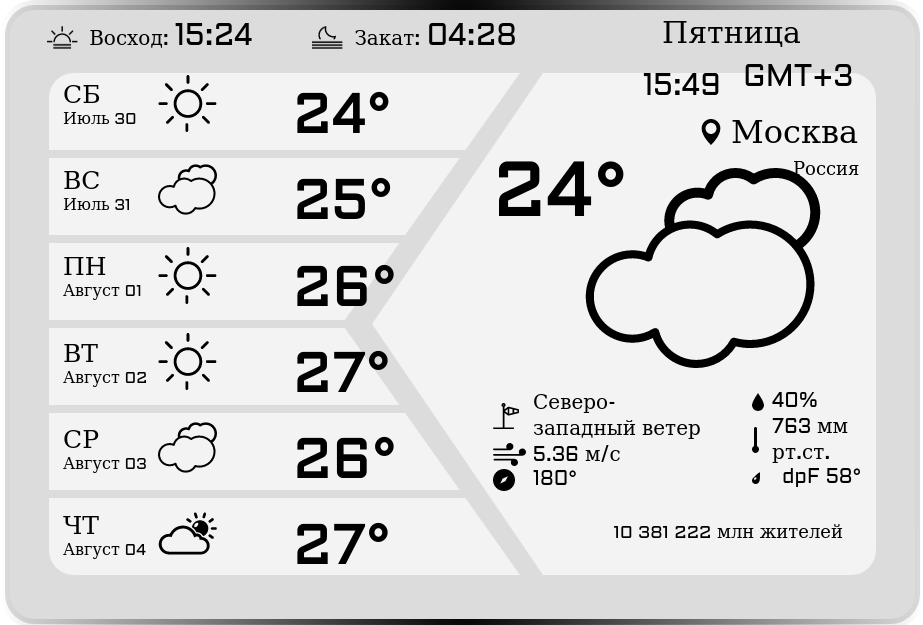 Восход: 15:24
Закат: 04:28
Пятница
15:49 GMT+3
Москва
Россия
24°
СБ
Июль 30
24°
ВС
Июль 31
25°
ПН
Август 01
26°
ВТ
Август 02
27°
СР
Август 03
26°
ЧТ
Август 04
27°
Северо-
западный ветер
5.36 м/с
180°
40%
763 мм
рт.ст.
dpF 58°
10 381 222 млн жителей